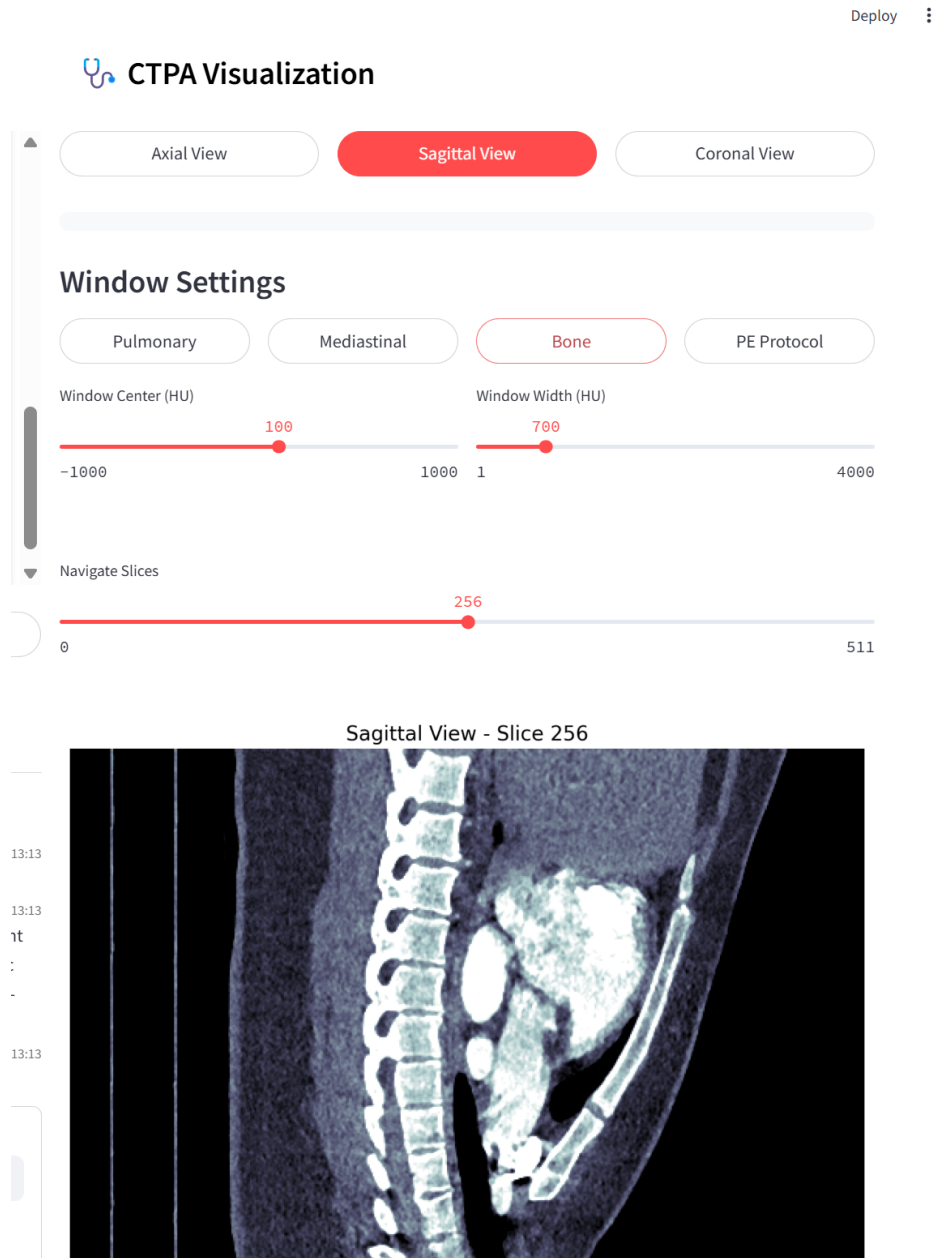 Deploy
CTPA Visualization
Axial View
Sagittal View
Coronal View
Window Settings
Pulmonary
Mediastinal
Bone
PE Protocol
Window Center (HU)
100
-1000
1000
Window Width (HU)
700
1
4000
Navigate Slices
256
0
511
Sagittal View - Slice 256
13:13
13:13
13:13